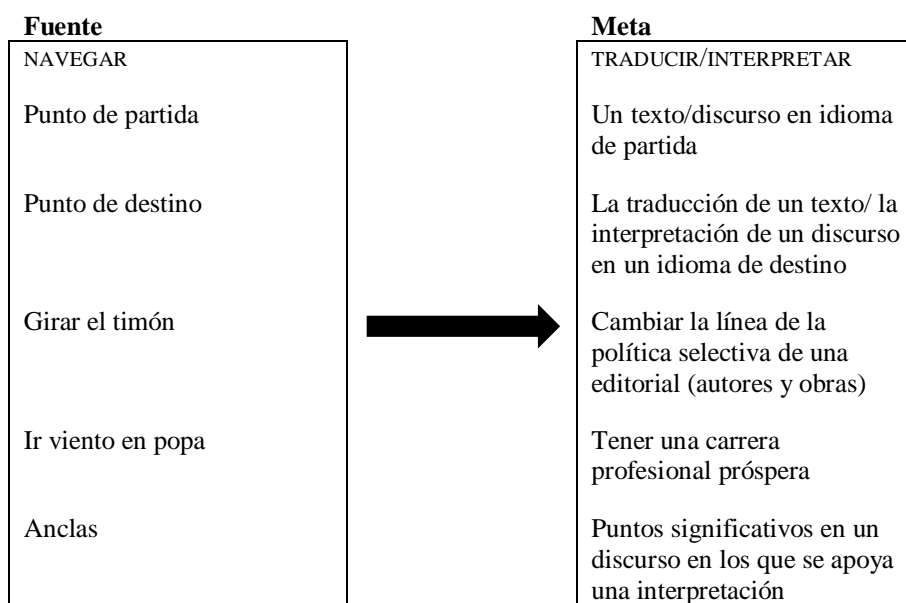 Fuente
Meta
NAVEGAR
TRADUCIR/INTERPRETAR
Punto de partida
Un texto/discurso en idioma
de partida
Punto de destino
La traducción de un texto/ la
interpretación de un discurso
en un idioma de destino
Girar el timón
Cambiar la línea de la
política selectiva de una
editorial (autores y obras)
Ir viento en popa
Tener una carrera
profesional próspera
Anclas
Puntos significativos en un
discurso en los que se apoya
una interpretación